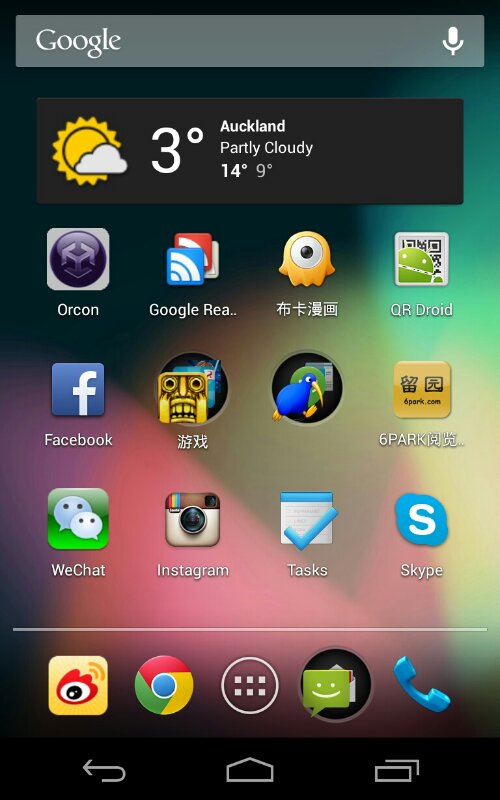 Google
3°
Auckland
Partly Cloudy
14° 9°
Orcon
Google Rea..
布卡漫画
QR Droid
Facebook
游戏
留园
6park.com
6PARK阅览..
WeChat
Instagram
Tasks
Skype